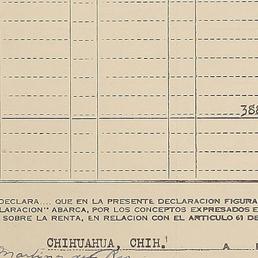 388
DECLARA... QUE EN LA PRESENTE DECLARACION FIGURA
LARACION" ABARCA, POR LOS CONCEPTOS EXPRESADOS E
SOBRE LA RENTA, EN RELACION CON EL ARTICULO 61 DE
CHIHUAHUA, CHIH. A